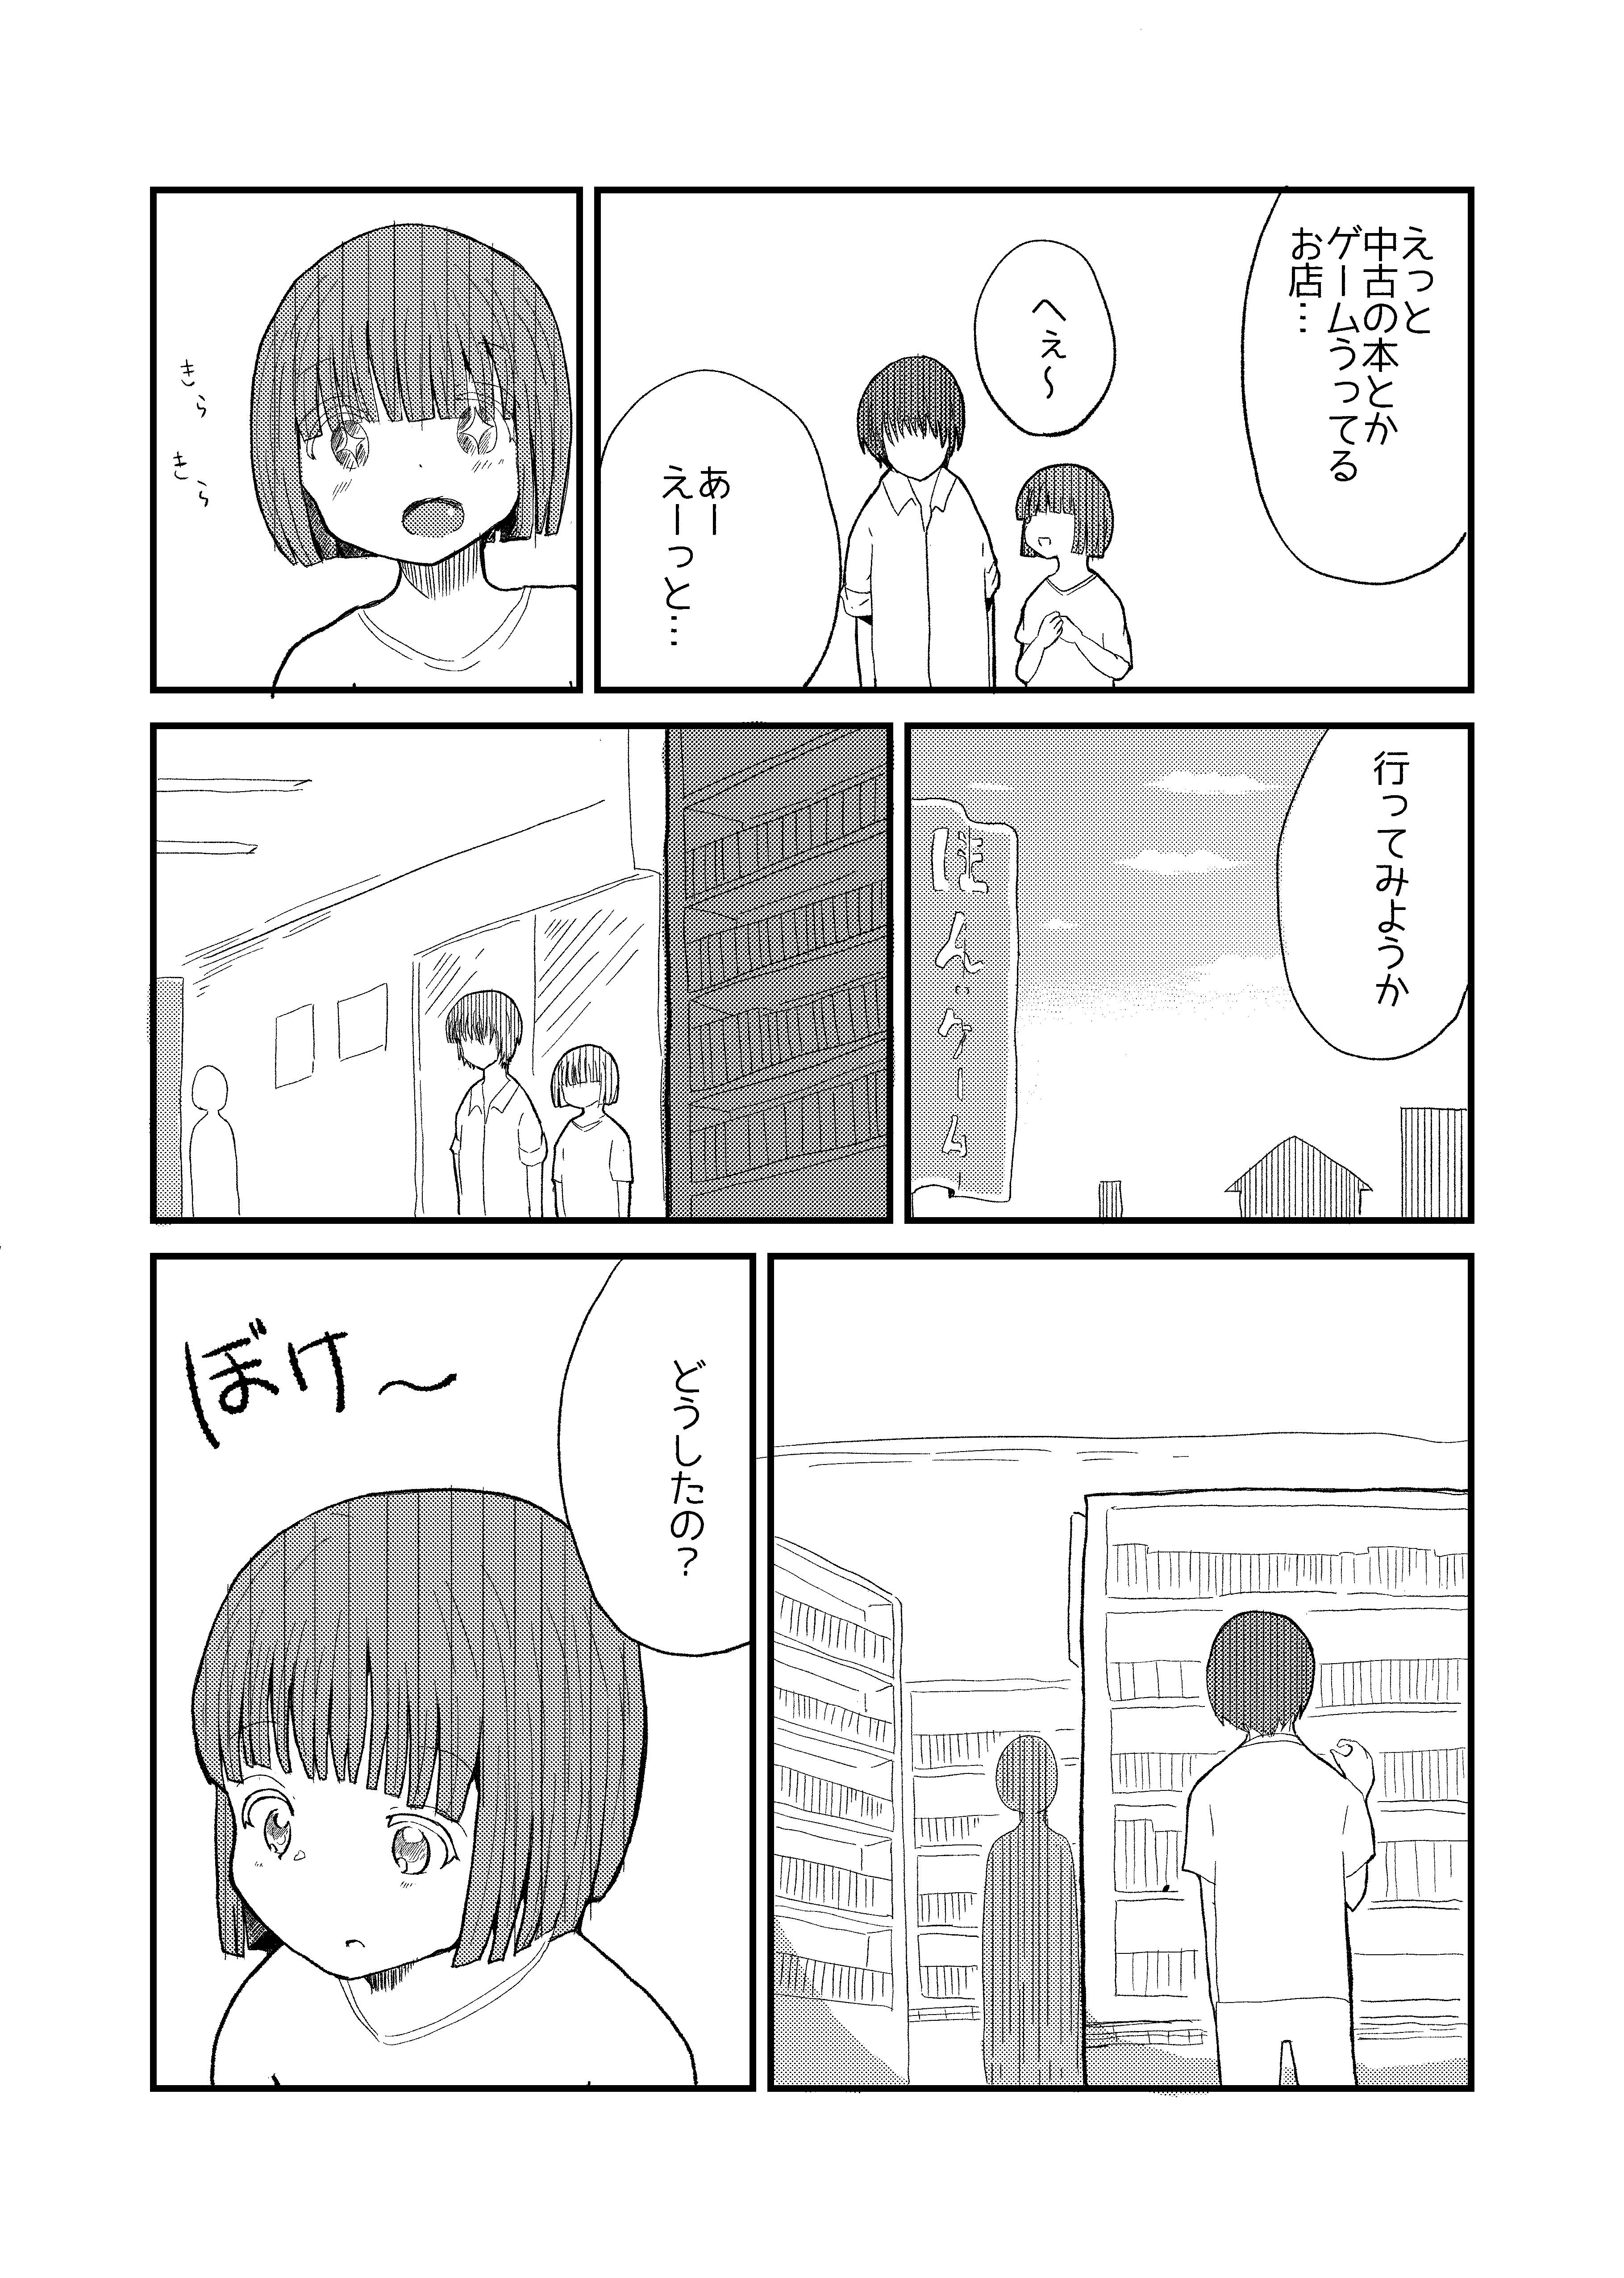 えっと
中古の本とか
ゲームうってる
お店…
へぇ〜
あー
えーっと…
きら
きら
行ってみようか
ほん・ゲーム
どうしたの？
ぼけ〜